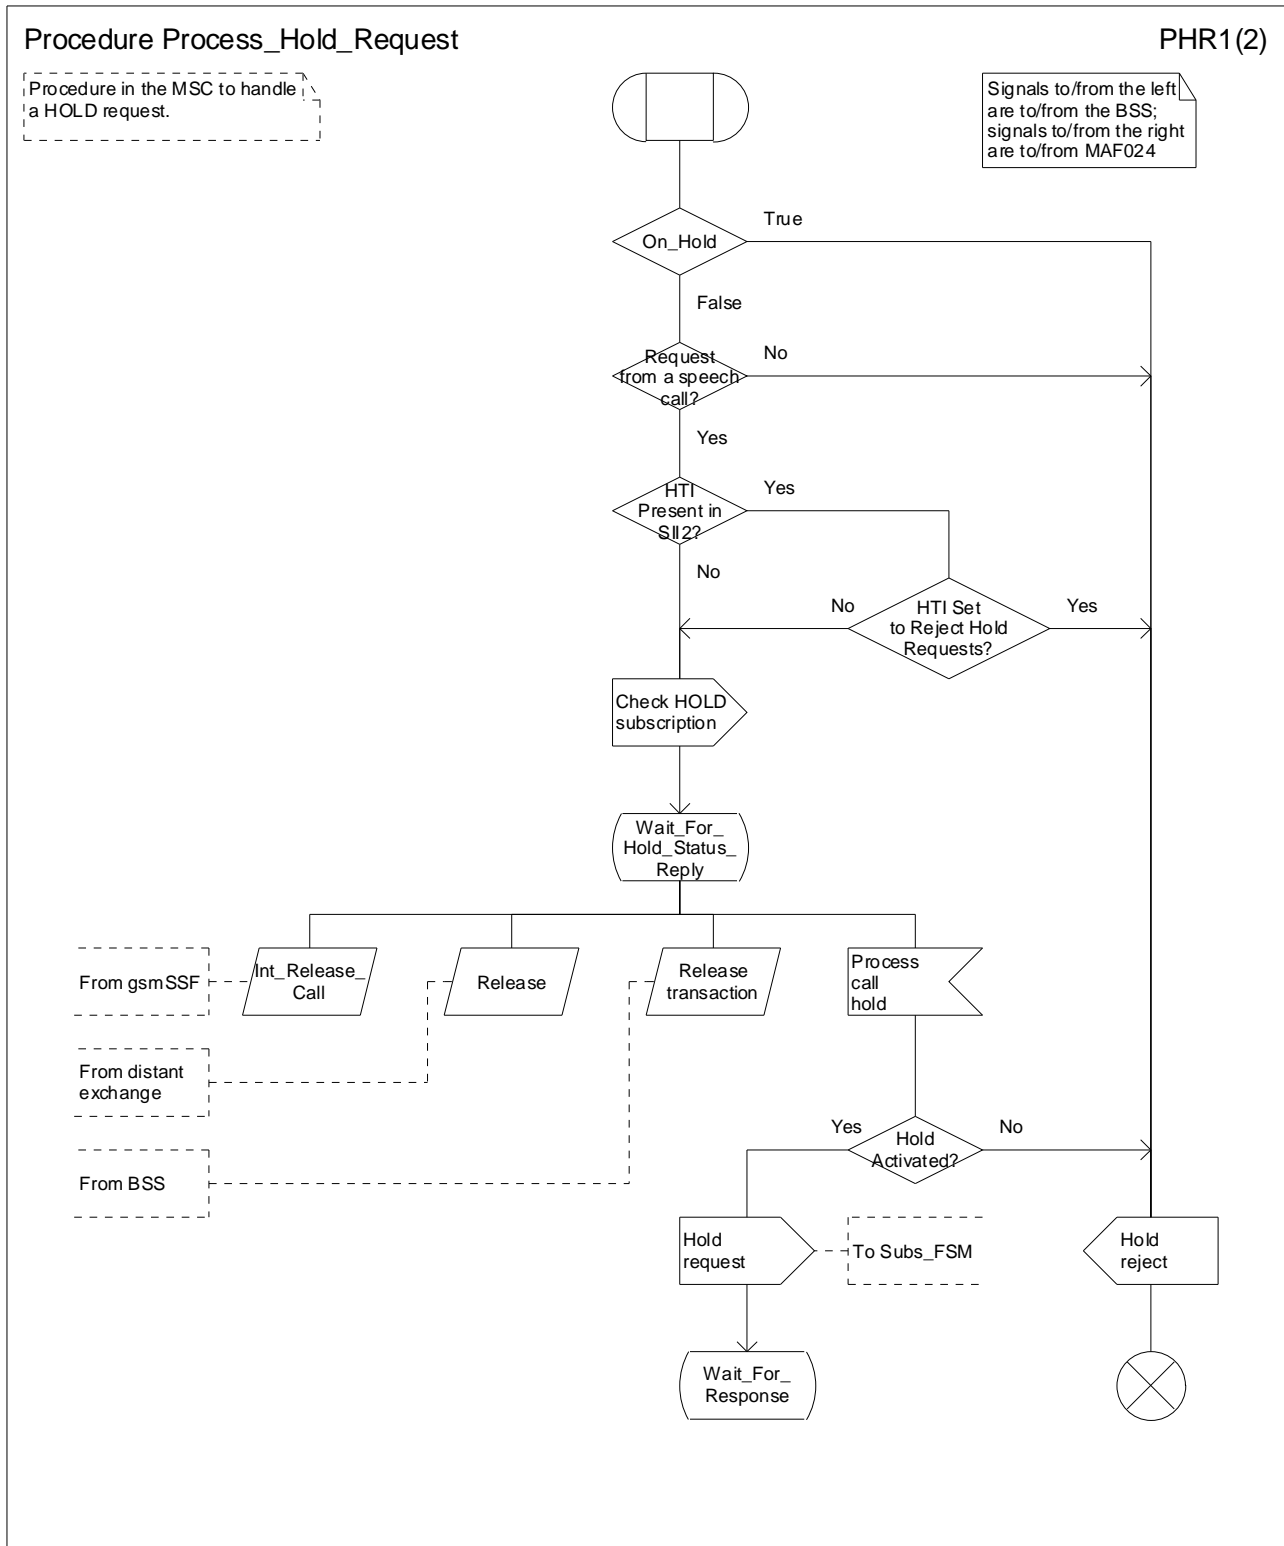 Procedure Process_Hold_Request
PHR1(2)
Procedure in the MSC to handle
a HOLD request.
Signals to/from the left
are to/from the BSS;
signals to/from the right
are to/from MAF024
True
On_Hold
False
Request
from a speech
call?
No
Yes
HTI
Present in
SII2?
Yes
No
No
HTI Set
to Reject Hold
Requests?
Yes
Check HOLD
subscription
Wait_For_
Hold_Status_
Reply
From gsmSSF
Int_Release_
Call
Release
Release
transaction
Process
call
hold
From distant
exchange
Yes
Hold
Activated?
No
From BSS
Hold
request
To Subs_FSM
Hold
reject
Wait_For_
Response